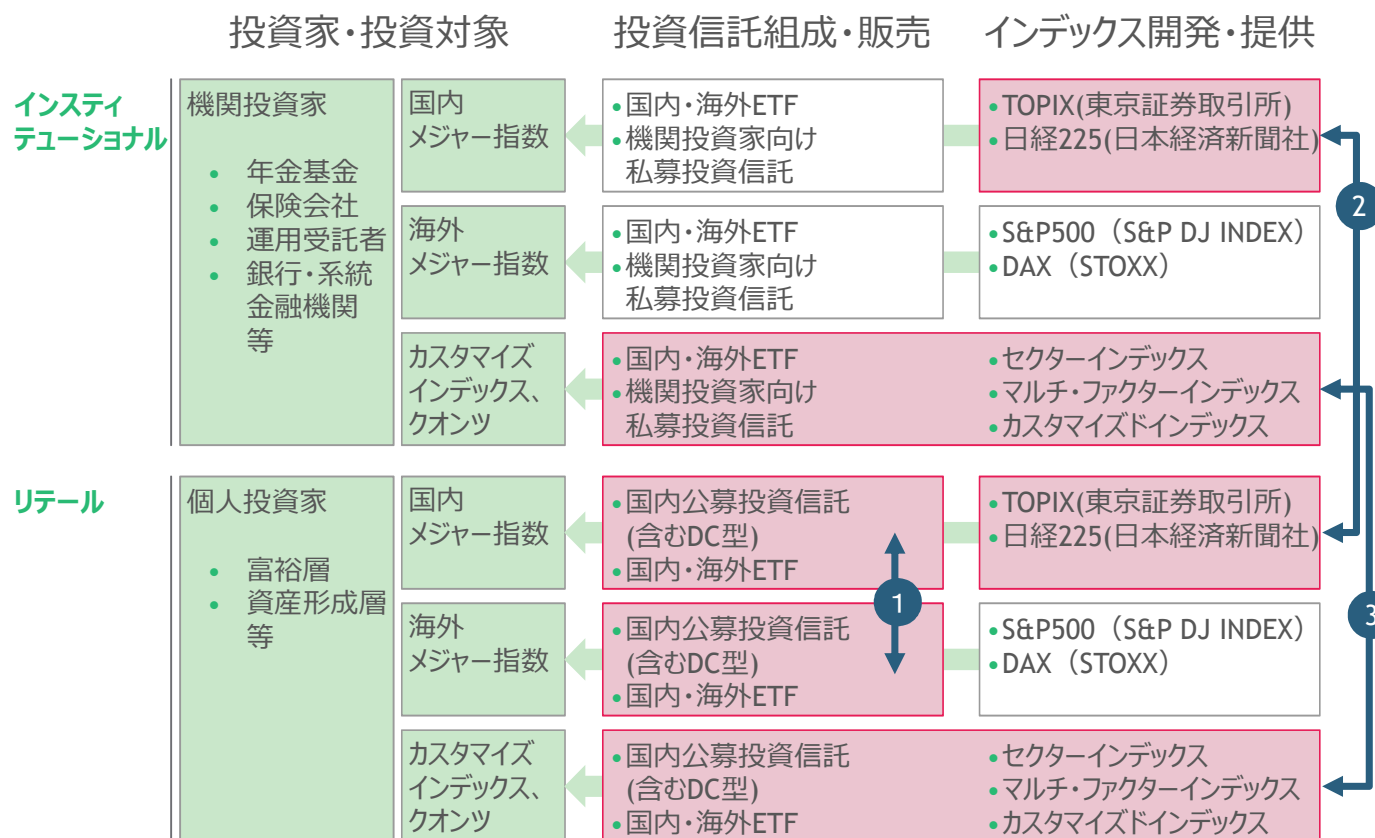 投資家・投資対象
投資信託組成・販売
インデックス開発・提供
インスティ
テューショナル
機関投資家
• 年金基金
• 保険会社
• 運用受託者
• 銀行・系統
金融機関
等
国内
メジャー指数
•国内・海外ETF
•機関投資家向け
私募投資信託
•TOPIX(東京証券取引所)
•日経225(日本経済新聞社)
2
海外
メジャー指数
•国内・海外ETF
•機関投資家向け
私募投資信託
•S&P500（S&P DJ INDEX）
•DAX（STOXX）
カスタマイズ
インデックス、
クオンツ
•国内・海外ETF
•機関投資家向け
私募投資信託
•セクターインデックス
•マルチ・ファクターインデックス
•カスタマイズドインデックス
リテール
個人投資家
• 富裕層
• 資産形成層
等
国内
メジャー指数
•国内公募投資信託
(含むDC型)
•国内・海外ETF
•TOPIX(東京証券取引所)
•日経225(日本経済新聞社)
1
3
海外
メジャー指数
•国内公募投資信託
(含むDC型)
•国内・海外ETF
•S&P500（S&P DJ INDEX）
•DAX（STOXX）
カスタマイズ
インデックス、
クオンツ
•国内公募投資信託
(含むDC型)
•国内・海外ETF
•セクターインデックス
•マルチ・ファクターインデックス
•カスタマイズドインデックス